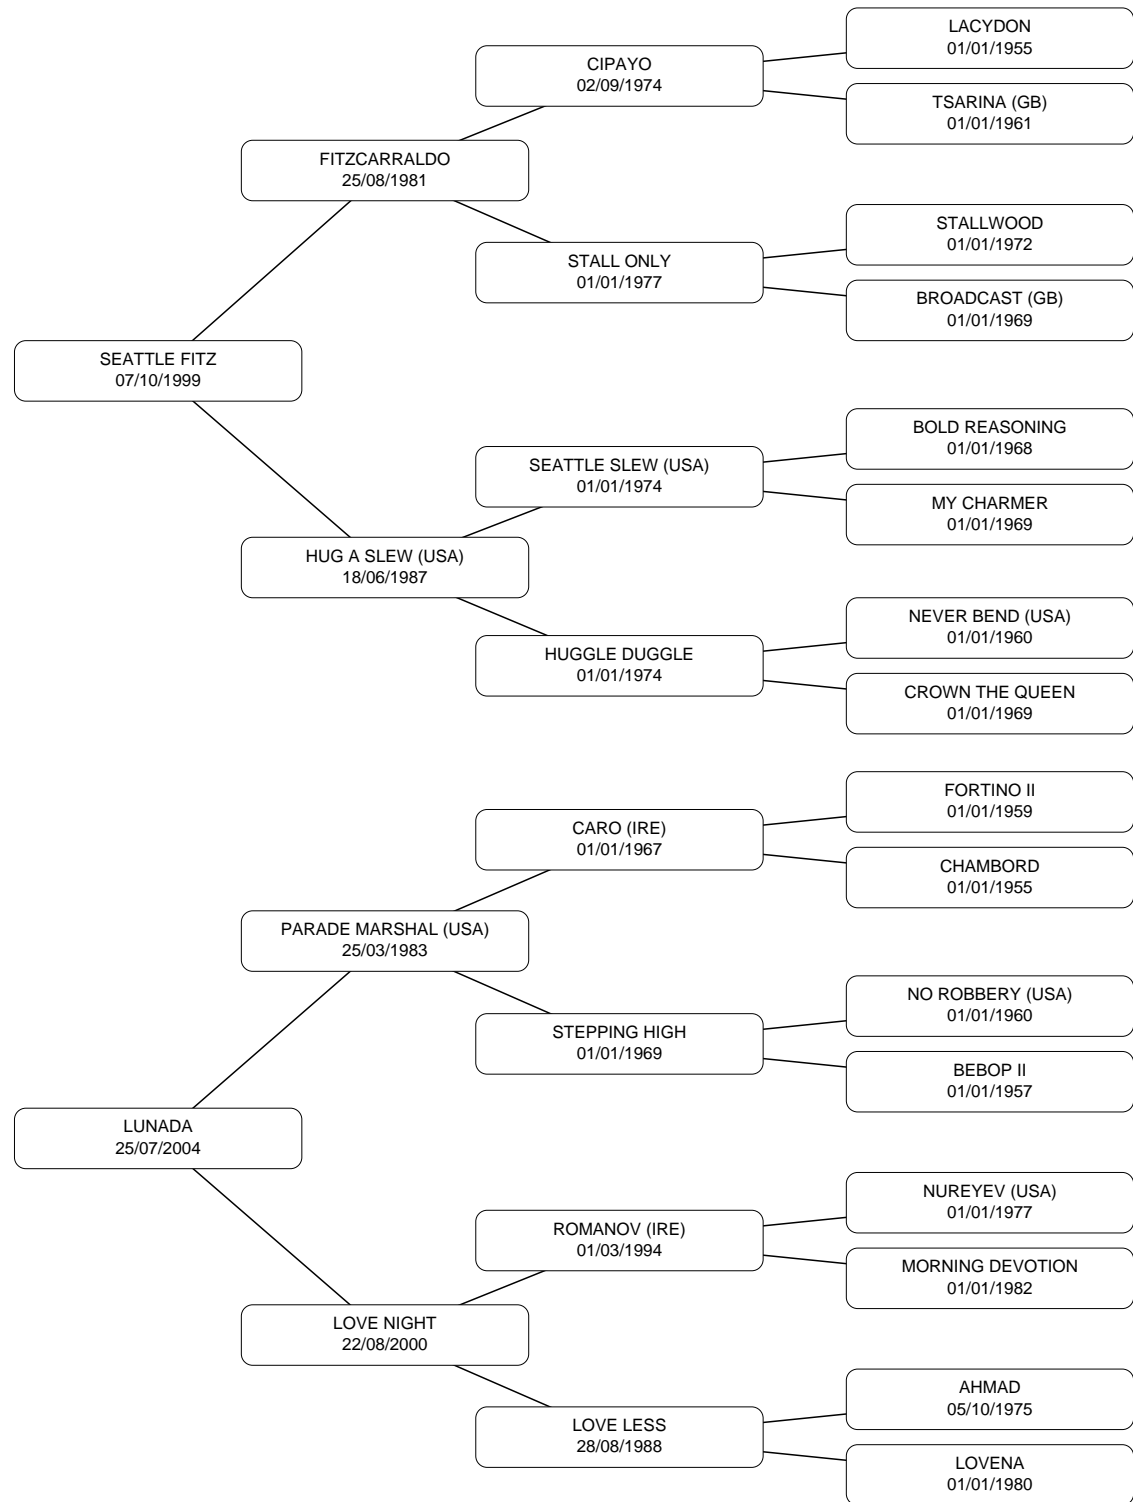 LACYDON
01/01/1955
CIPAYO
02/09/1974
TSARINA (GB)
01/01/1961
FITZCARRALDO
25/08/1981
STALLWOOD
01/01/1972
STALL ONLY
01/01/1977
BROADCAST (GB)
01/01/1969
SEATTLE FITZ
07/10/1999
BOLD REASONING
01/01/1968
SEATTLE SLEW (USA)
01/01/1974
MY CHARMER
01/01/1969
HUG A SLEW (USA)
18/06/1987
NEVER BEND (USA)
01/01/1960
HUGGLE DUGGLE
01/01/1974
CROWN THE QUEEN
01/01/1969
FORTINO II
01/01/1959
CARO (IRE)
01/01/1967
CHAMBORD
01/01/1955
PARADE MARSHAL (USA)
25/03/1983
NO ROBBERY (USA)
01/01/1960
STEPPING HIGH
01/01/1969
BEBOP II
01/01/1957
LUNADA
25/07/2004
NUREYEV (USA)
01/01/1977
ROMANOV (IRE)
01/03/1994
MORNING DEVOTION
01/01/1982
LOVE NIGHT
22/08/2000
AHMAD
05/10/1975
LOVE LESS
28/08/1988
LOVENA
01/01/1980